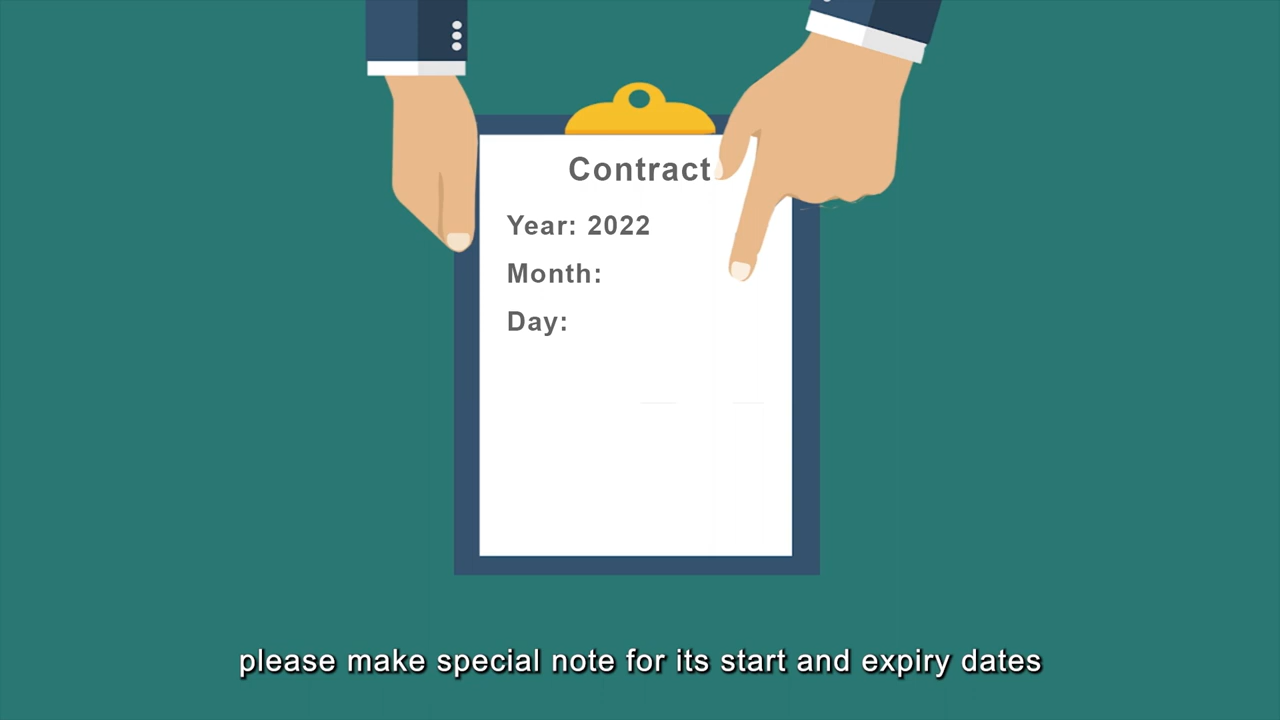 Contract
Year: 2022
Month:
Day:
please make special note for its start and expiry dates